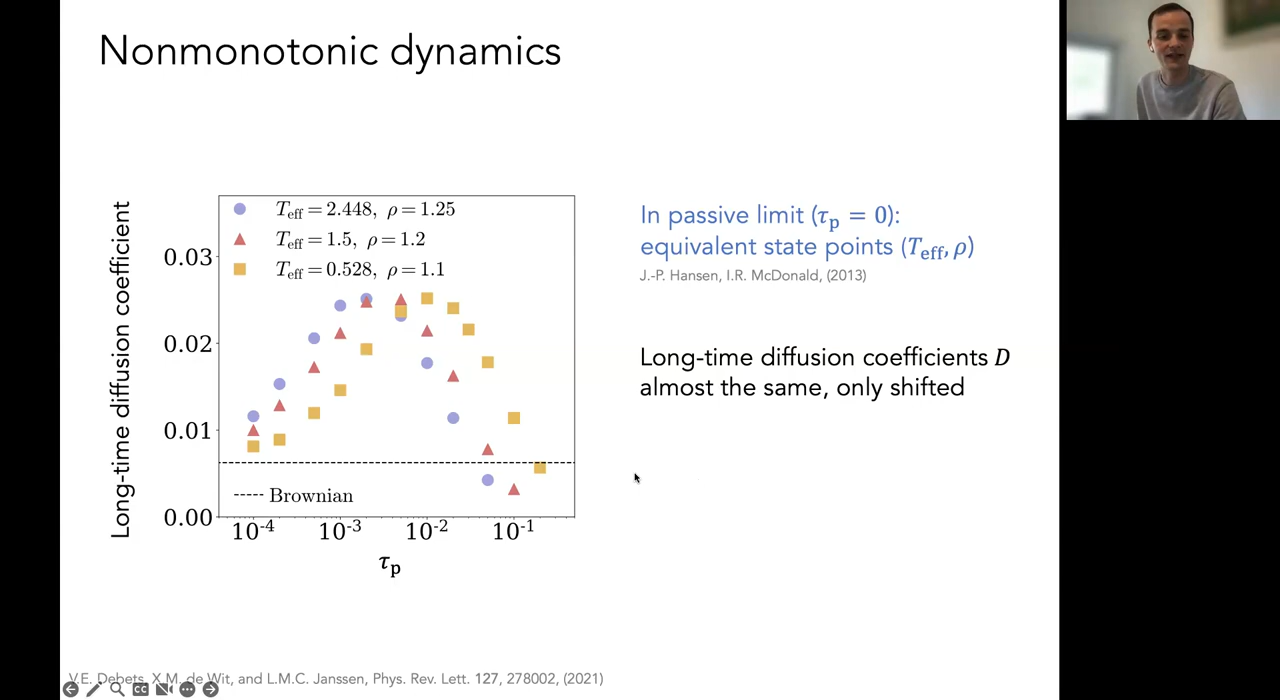 Nonmonotonic dynamics
Long-time diffusion coefficient
0.03
0.02
0.01
0.00
T_eff = 2.448, ρ = 1.25
T_eff = 1.5, ρ = 1.2
T_eff = 0.528, ρ = 1.1
Brownian
10^-4 10^-3 10^-2 10^-1
τ_p
In passive limit (τ_p = 0):
equivalent state points (T_eff, ρ)
J.-P. Hansen, I.R. McDonald, (2013)
Long-time diffusion coefficients D
almost the same, only shifted
V.E. Debets, X.M. de Wit, and L.M.C. Janssen, Phys. Rev. Lett. 127, 278002, (2021)
CC